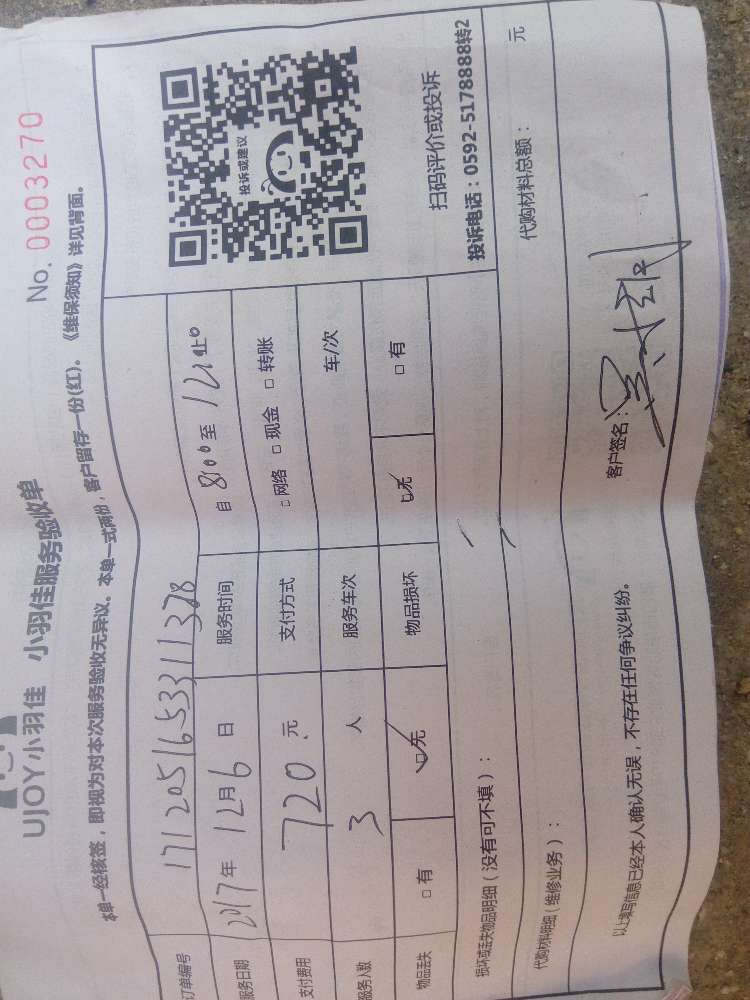 UJOY小羽佳 小羽佳服务验收单
No. 0003270
本单一经核签，即视为对本次服务验收无异议。本单一式两份，客户留存一份(红)。《维保须知》详见背面。
订单编号 1712051653311378
服务日期 2017年 12月 6日 服务时间 自 8:00 至 12:00止
支付费用 720元 支付方式 □网络 □现金 □转账
服务人数 3 人 服务车次 车/次
物品丢失 □有 □无 物品损坏 □无 □有
投诉或建议
扫码评价或投诉
投诉电话：0592-5178888转2
损坏或丢失物品明细（没有可不填）：
代购材料明细（维修业务）： 代购材料总额： 元
以上填写信息已经本人确认无误，不存在任何争议纠纷。
客户签名：